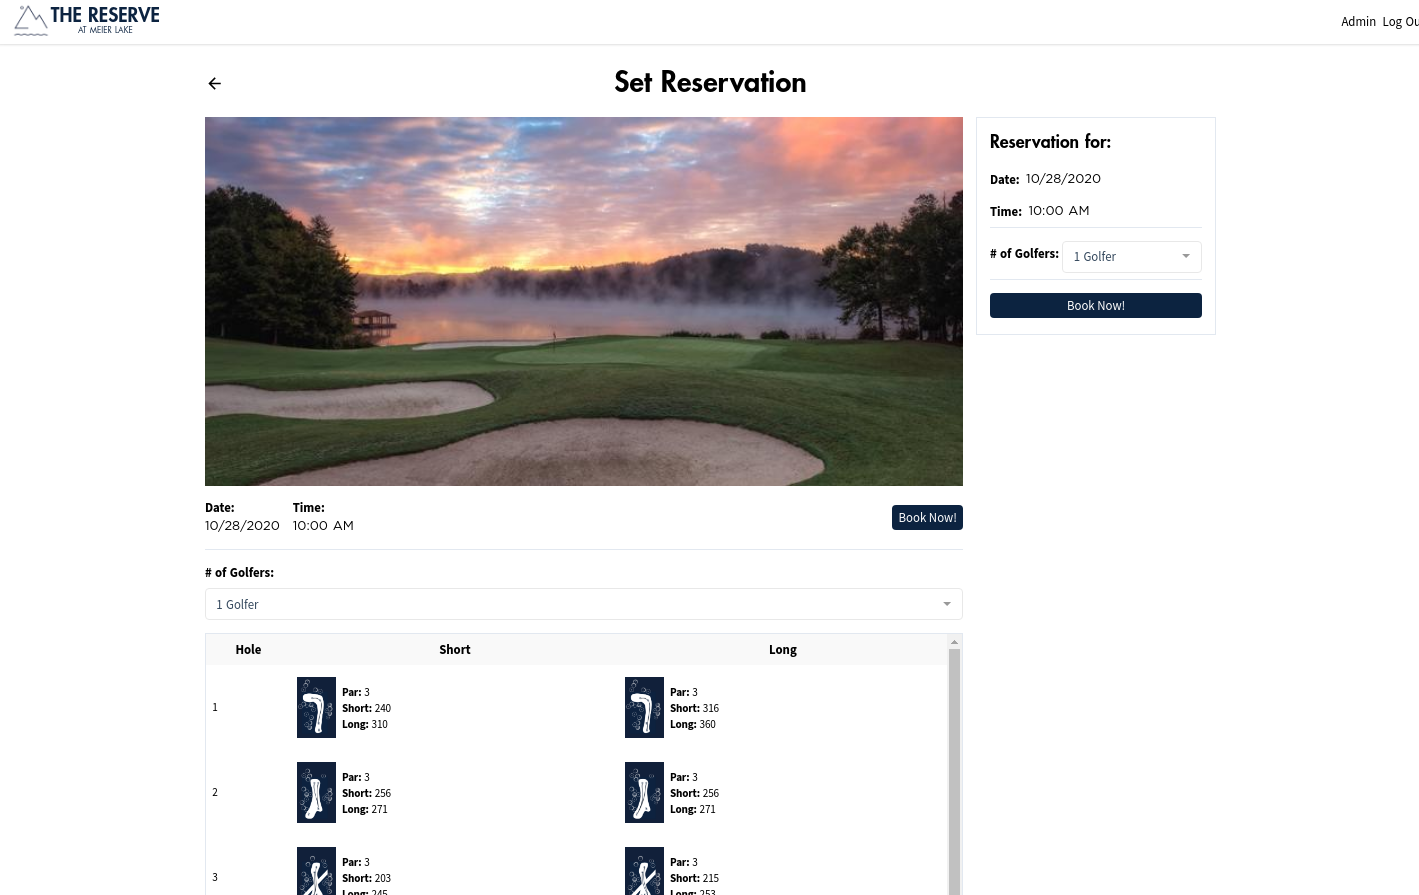 THE RESERVE
AT MEIER LAKE
Admin Log Ou
Set Reservation
Reservation for:
Date: 10/28/2020
Time: 10:00 AM
# of Golfers: 1 Golfer
Book Now!
Date: Time:
10/28/2020 10:00 AM
Book Now!
# of Golfers:
1 Golfer
Hole Short Long
1
Par: 3
Short: 240
Long: 310
Par: 3
Short: 316
Long: 360
2
Par: 3
Short: 256
Long: 271
Par: 3
Short: 256
Long: 271
3
Par: 3
Short: 203
Long: 245
Par: 3
Short: 215
Long: 253